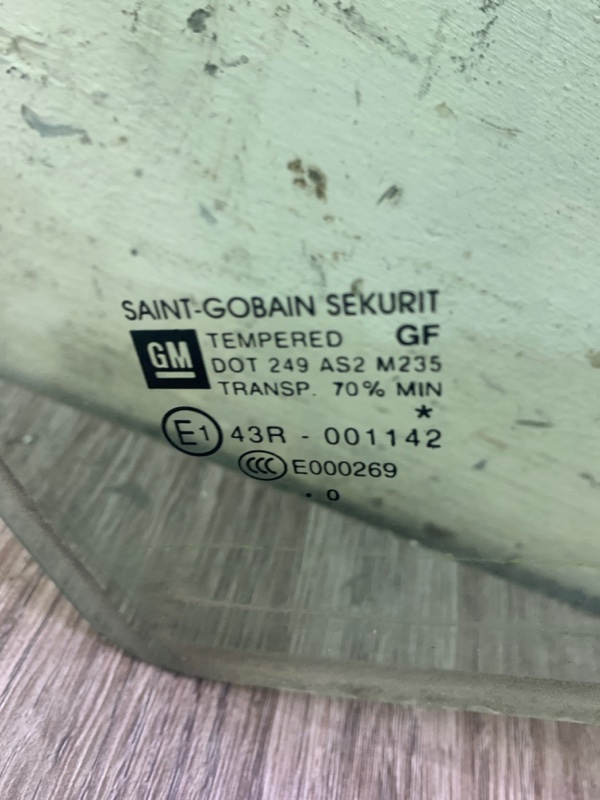 SAINT-GOBAIN SEKURIT
GM TEMPERED GF
DOT 249 AS2 M235
TRANSP. 70% MIN
*
E1 43R - 001142
CCC E000269
. 0